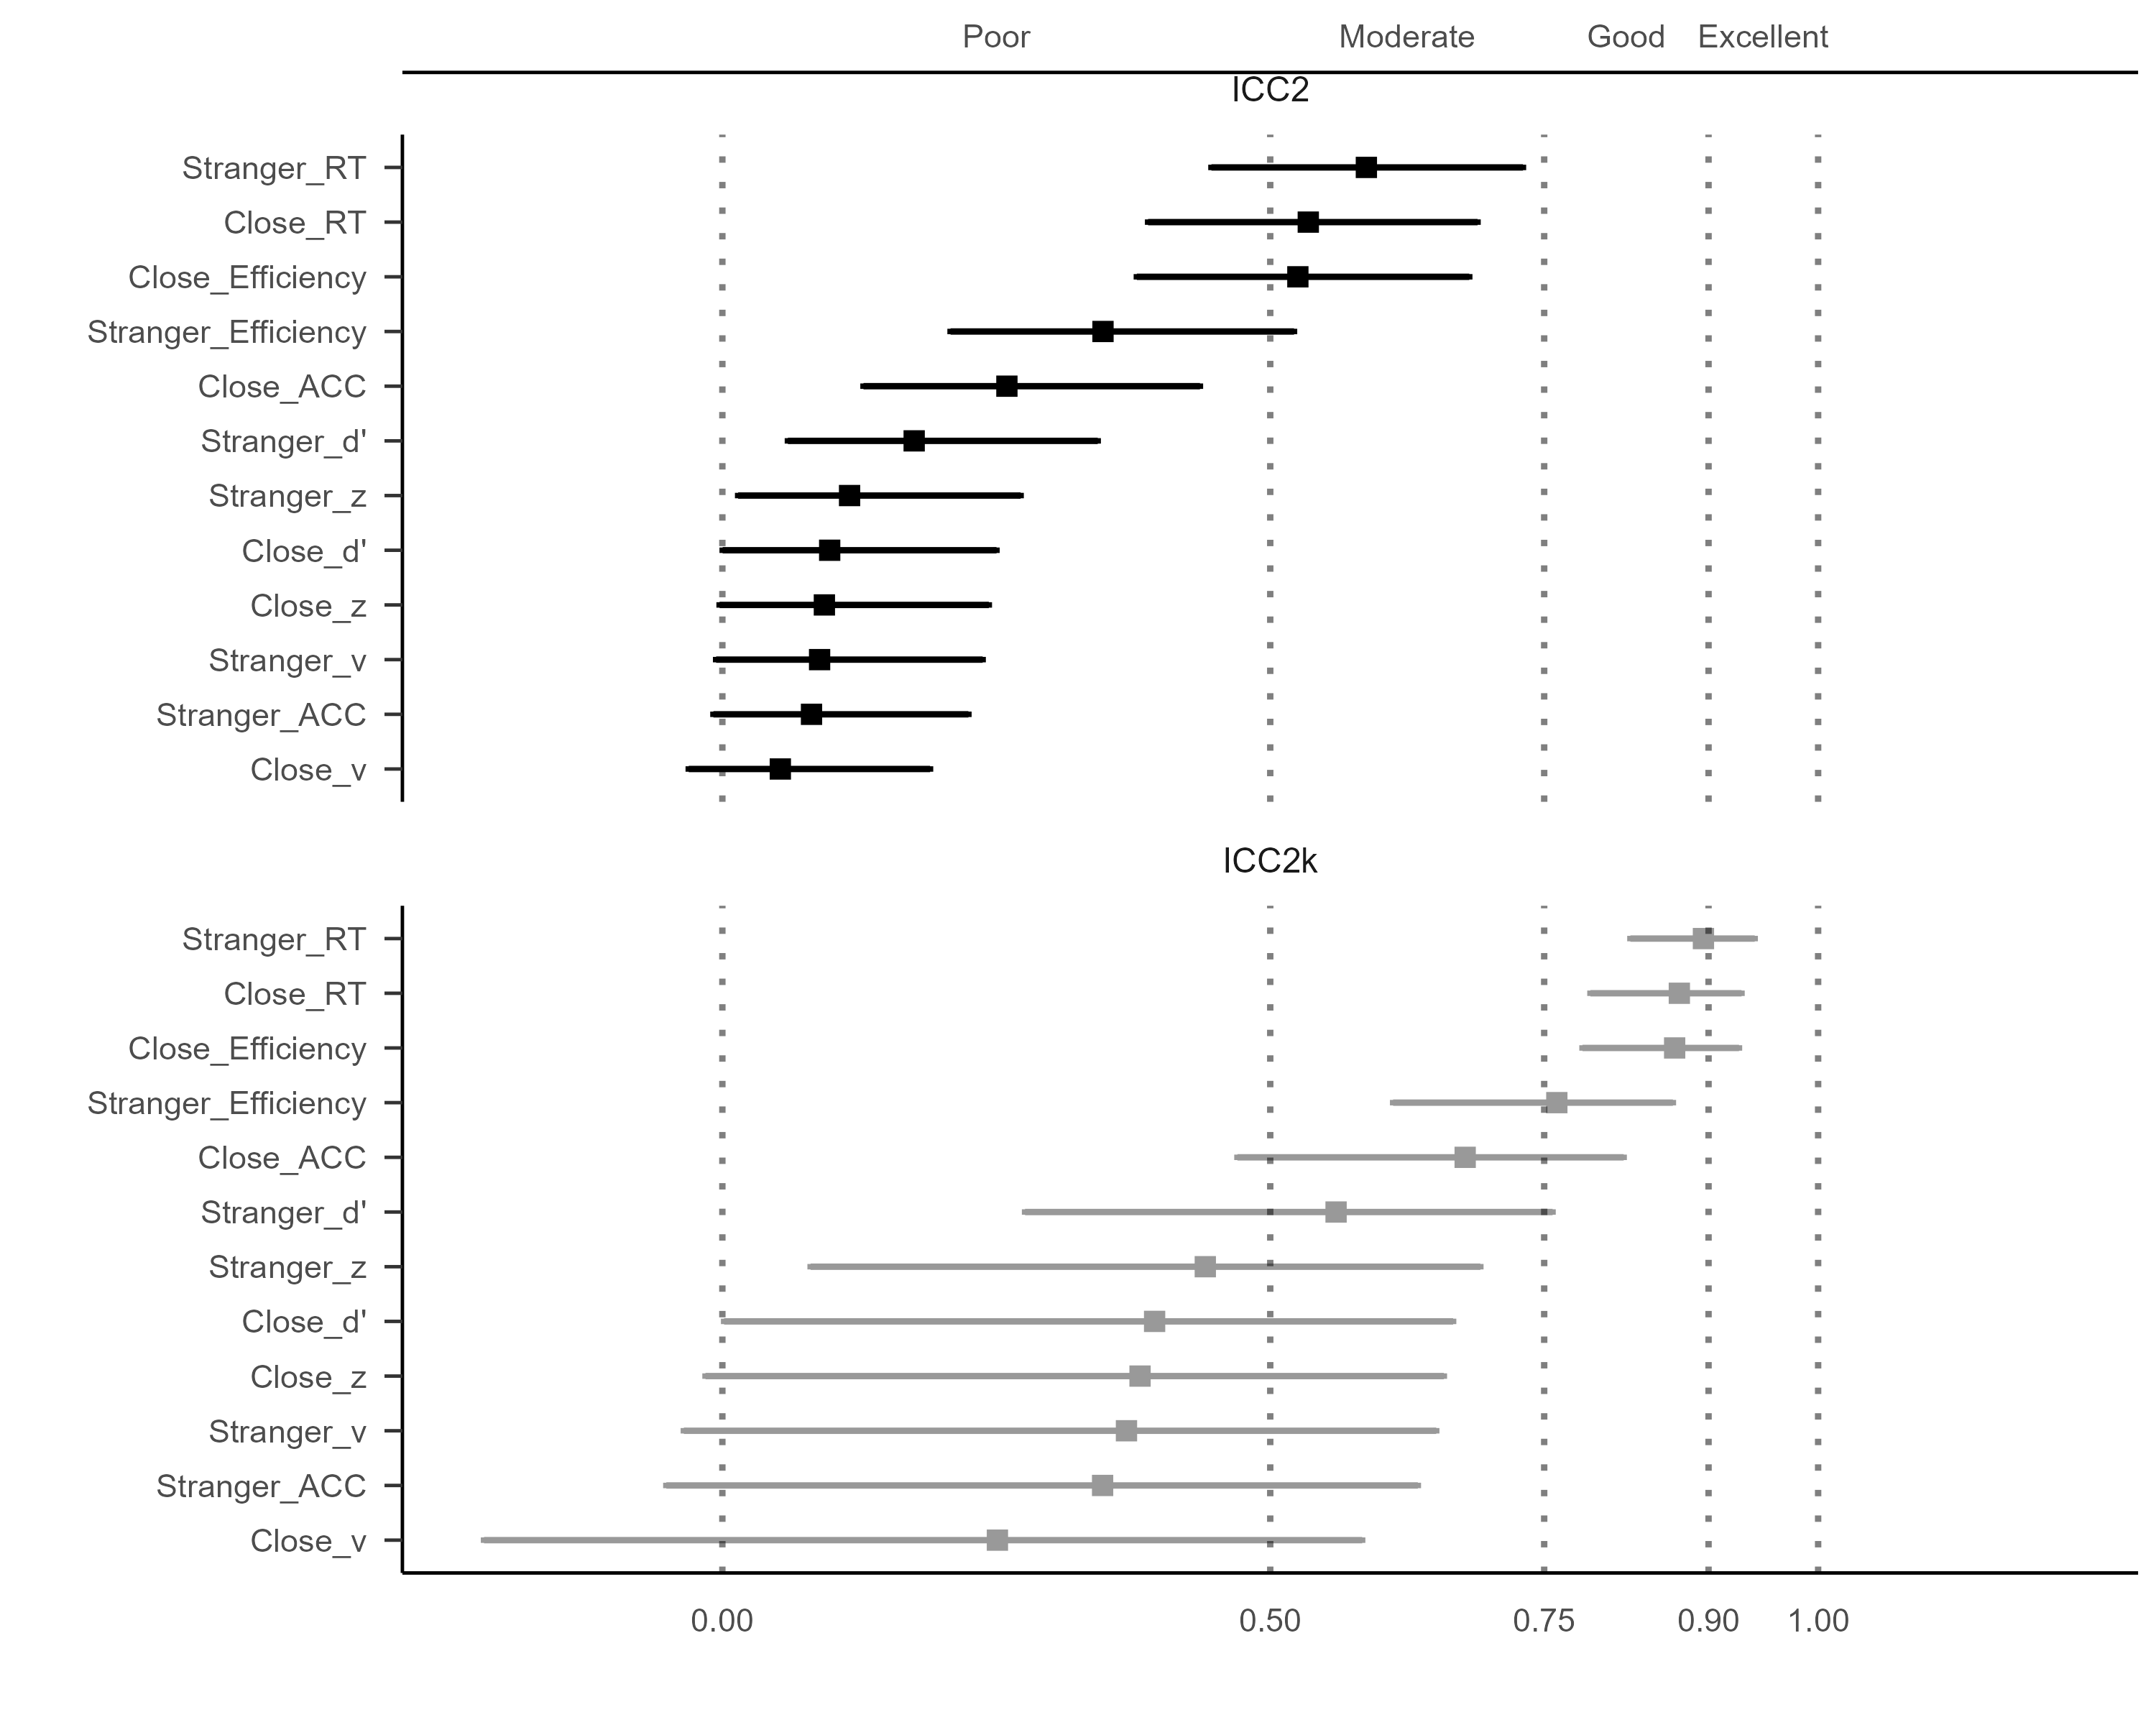 Poor Moderate Good Excellent
ICC2
Stranger_RT
Close_RT
Close_Efficiency
Stranger_Efficiency
Close_ACC
Stranger_d'
Stranger_z
Close_d'
Close_z
Stranger_v
Stranger_ACC
Close_v
ICC2k
Stranger_RT
Close_RT
Close_Efficiency
Stranger_Efficiency
Close_ACC
Stranger_d'
Stranger_z
Close_d'
Close_z
Stranger_v
Stranger_ACC
Close_v
0.00 0.50 0.75 0.90 1.00